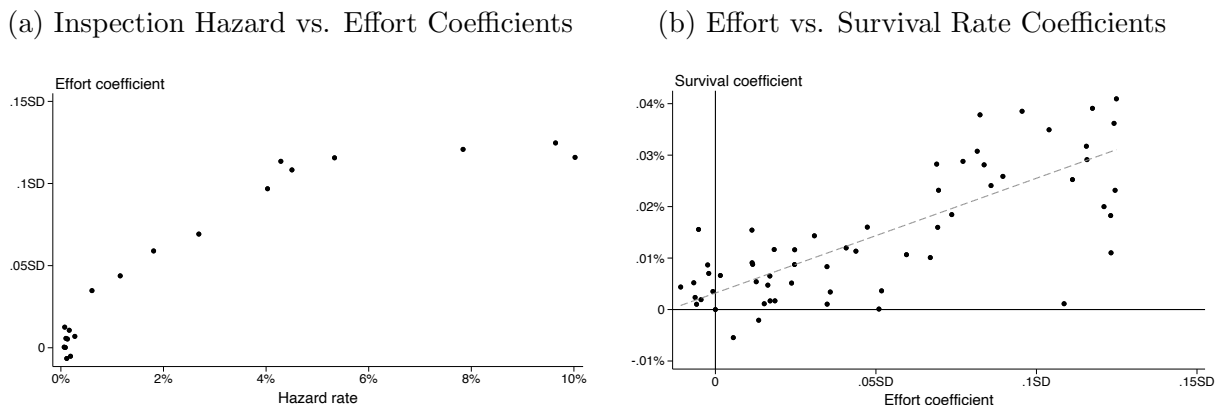 (a) Inspection Hazard vs. Effort Coefficients
Effort coefficient
.15SD
.1SD
.05SD
0
0% 2% 4% 6% 8% 10%
Hazard rate
(b) Effort vs. Survival Rate Coefficients
Survival coefficient
.04%
.03%
.02%
.01%
0
-.01%
0 .05SD .1SD .15SD
Effort coefficient